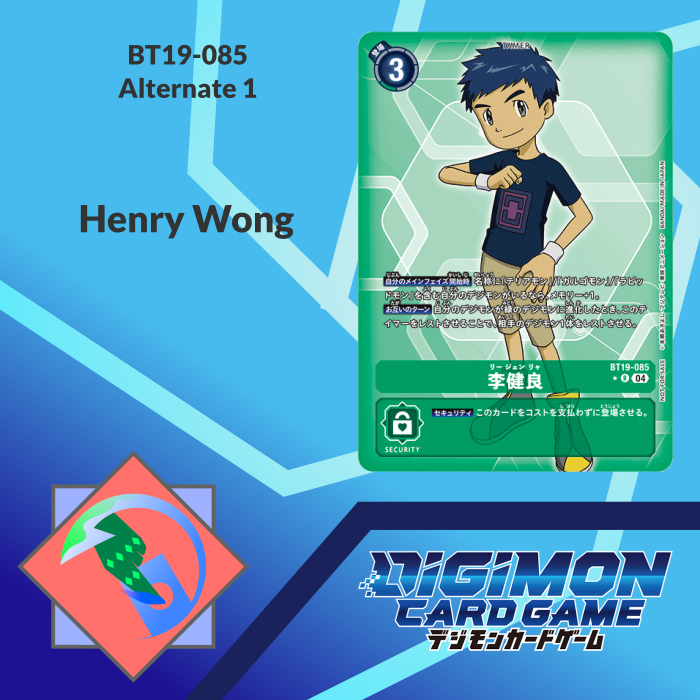 BT19-085
Alternate 1
Henry Wong
登場
3
TAMER
自分のメインフェイズ開始時 名称に「テリアモン」/「ガルゴモン」/「ラピッ
ドモン」を含む自分のデジモンがいるなら、メモリー+1。
お互いのターン 自分のデジモンが緑のデジモンに進化したとき、このテ
イマーをレストさせることで、相手のデジモン1体をレストさせる。
リー ジェン リャ
李健良
BT19-085
R 04
セキュリティ このカードをコストを支払わずに登場させる。
SECURITY
NOT FOR SALE
BANDAI MADE IN JAPAN
DIGIMON
CARD GAME
デジモンカードゲーム